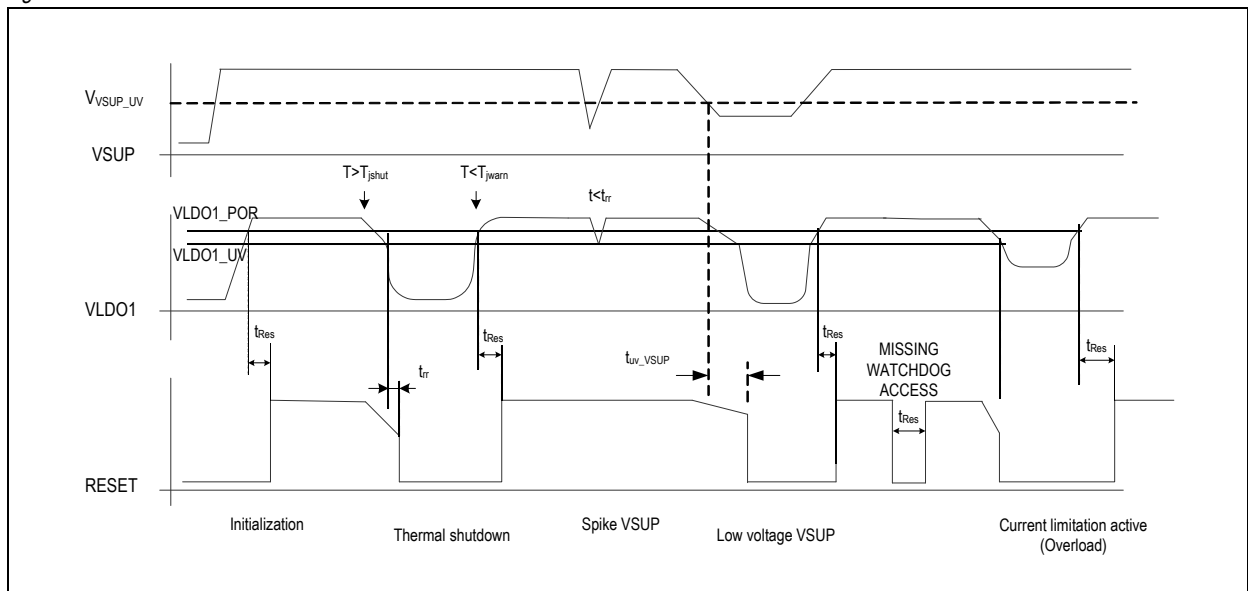 V_VSUP_UV
VSUP
T>Tjshut
T<Tjwarn
t<trr
VLDO1_POR
VLDO1_UV
VLDO1
tRes
trr
tRes
tuv_VSUP
tRes
MISSING
WATCHDOG
ACCESS
tRes
tRes
RESET
Initialization
Thermal shutdown
Spike VSUP
Low voltage VSUP
Current limitation active
(Overload)